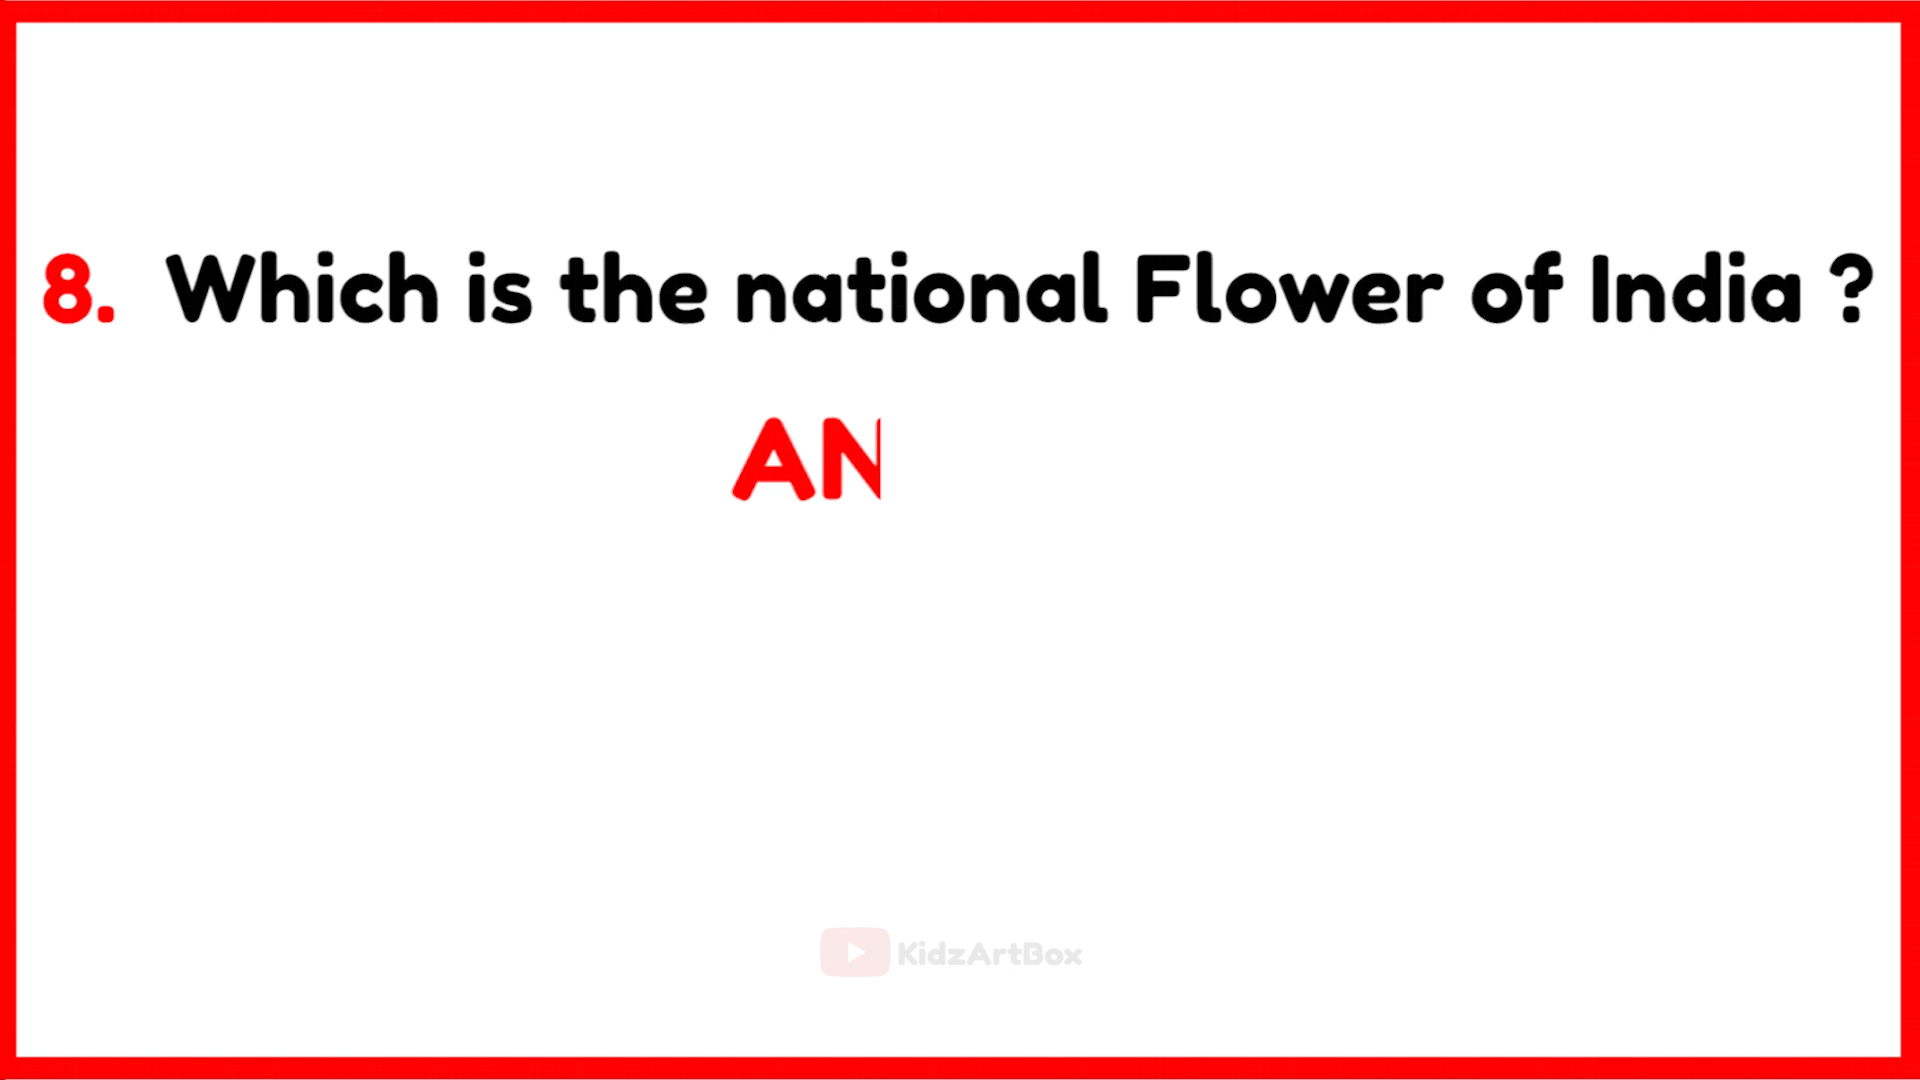 8. Which is the national Flower of India ?
AN
KidzArtBox